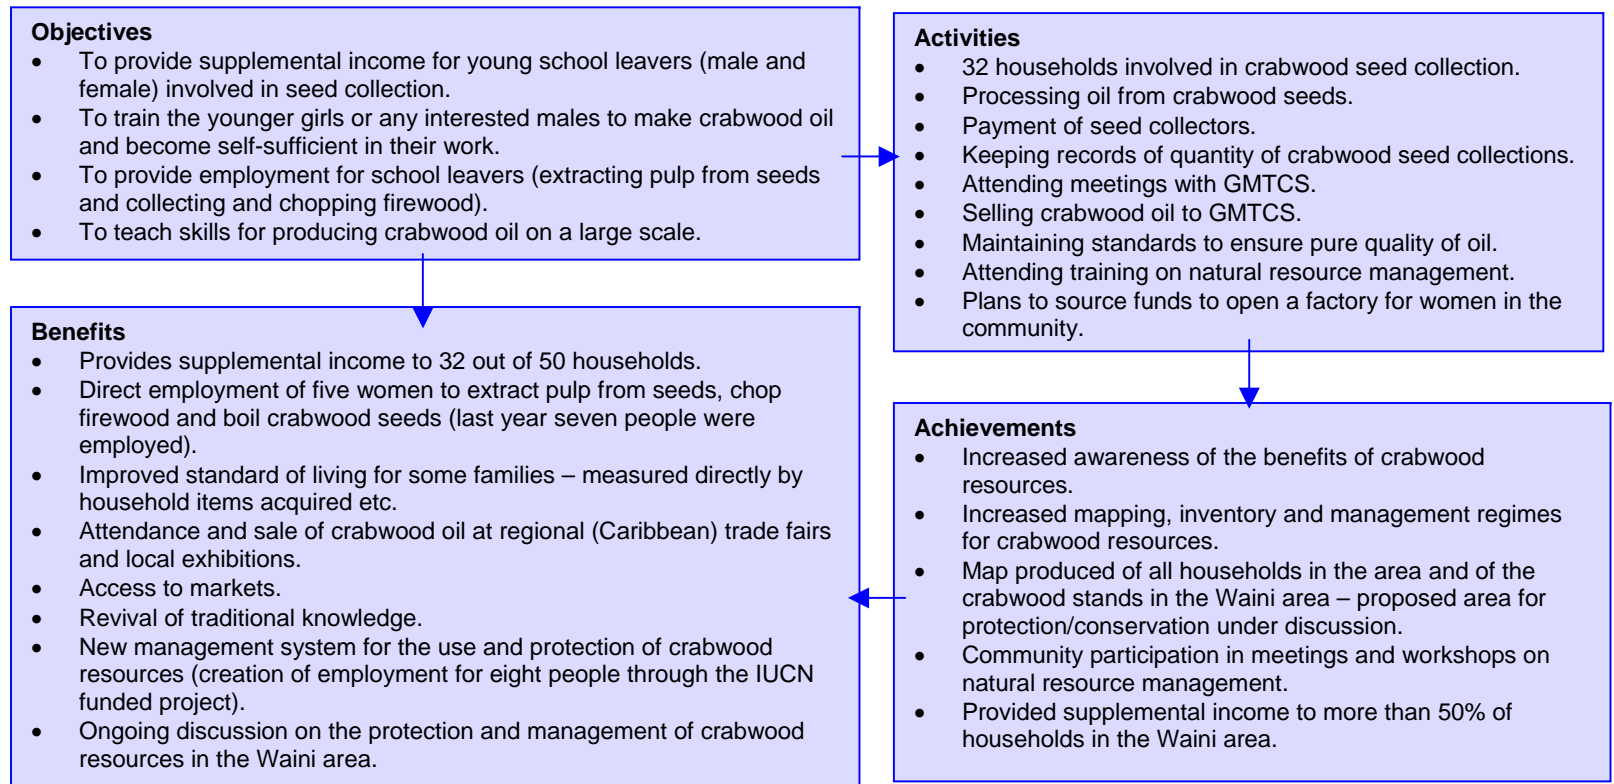 Objectives
• To provide supplemental income for young school leavers (male and
female) involved in seed collection.
• To train the younger girls or any interested males to make crabwood oil
and become self-sufficient in their work.
• To provide employment for school leavers (extracting pulp from seeds
and collecting and chopping firewood).
• To teach skills for producing crabwood oil on a large scale.
Activities
• 32 households involved in crabwood seed collection.
• Processing oil from crabwood seeds.
• Payment of seed collectors.
• Keeping records of quantity of crabwood seed collections.
• Attending meetings with GMTCS.
• Selling crabwood oil to GMTCS.
• Maintaining standards to ensure pure quality of oil.
• Attending training on natural resource management.
• Plans to source funds to open a factory for women in the
community.
Benefits
• Provides supplemental income to 32 out of 50 households.
• Direct employment of five women to extract pulp from seeds, chop
firewood and boil crabwood seeds (last year seven people were
employed).
• Improved standard of living for some families – measured directly by
household items acquired etc.
• Attendance and sale of crabwood oil at regional (Caribbean) trade fairs
and local exhibitions.
• Access to markets.
• Revival of traditional knowledge.
• New management system for the use and protection of crabwood
resources (creation of employment for eight people through the IUCN
funded project).
• Ongoing discussion on the protection and management of crabwood
resources in the Waini area.
Achievements
• Increased awareness of the benefits of crabwood
resources.
• Increased mapping, inventory and management regimes
for crabwood resources.
• Map produced of all households in the area and of the
crabwood stands in the Waini area – proposed area for
protection/conservation under discussion.
• Community participation in meetings and workshops on
natural resource management.
• Provided supplemental income to more than 50% of
households in the Waini area.